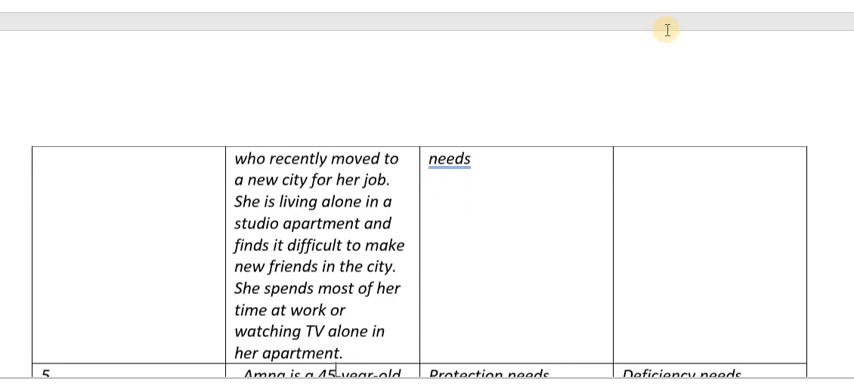 who recently moved to
a new city for her job.
She is living alone in a
studio apartment and
finds it difficult to make
new friends in the city.
She spends most of her
time at work or
watching TV alone in
her apartment.
needs
5
Amna is a 45-year-old
Protection needs
Deficiency needs